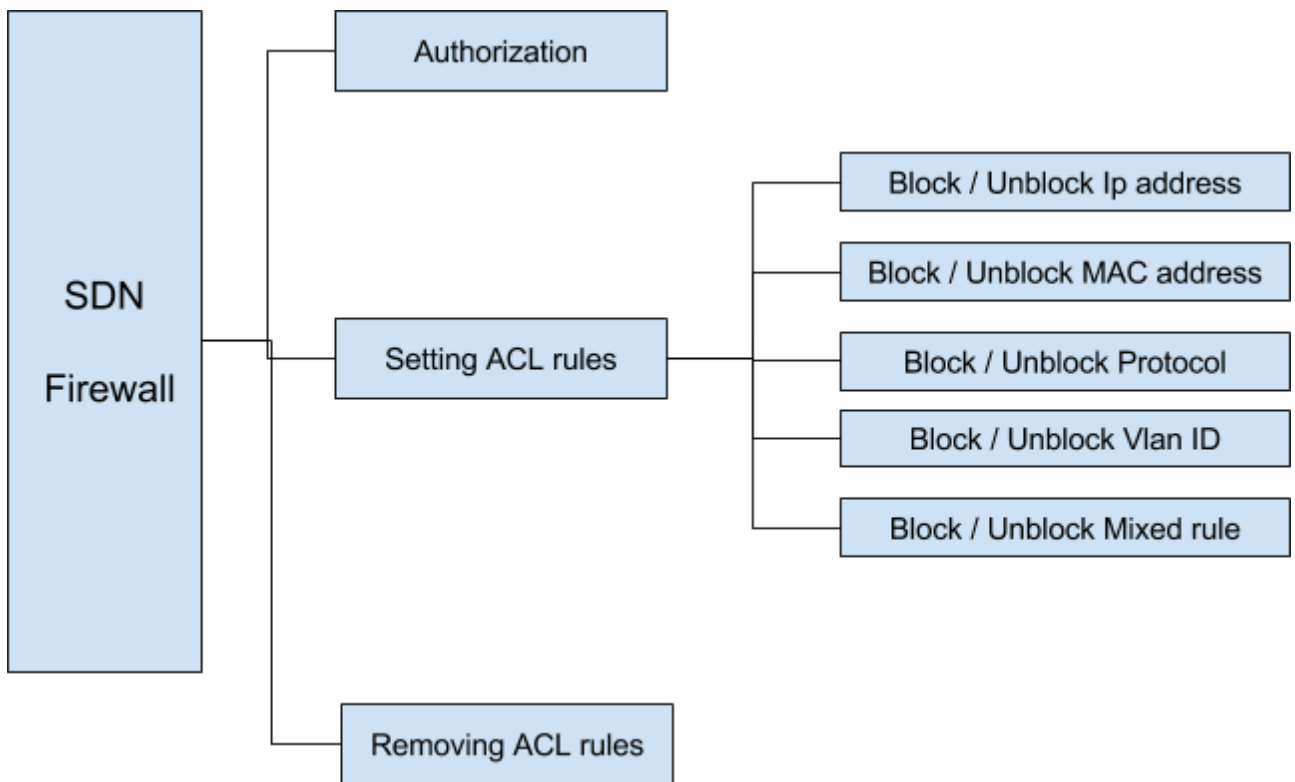 SDN
Firewall
Authorization
Setting ACL rules
Removing ACL rules
Block / Unblock Ip address
Block / Unblock MAC address
Block / Unblock Protocol
Block / Unblock Vlan ID
Block / Unblock Mixed rule